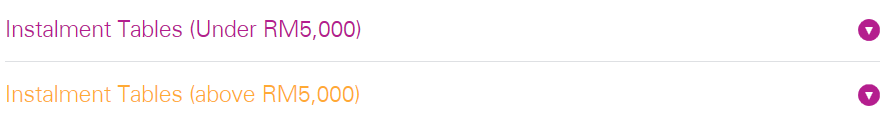 Instalment Tables (Under RM5,000)
Instalment Tables (above RM5,000)